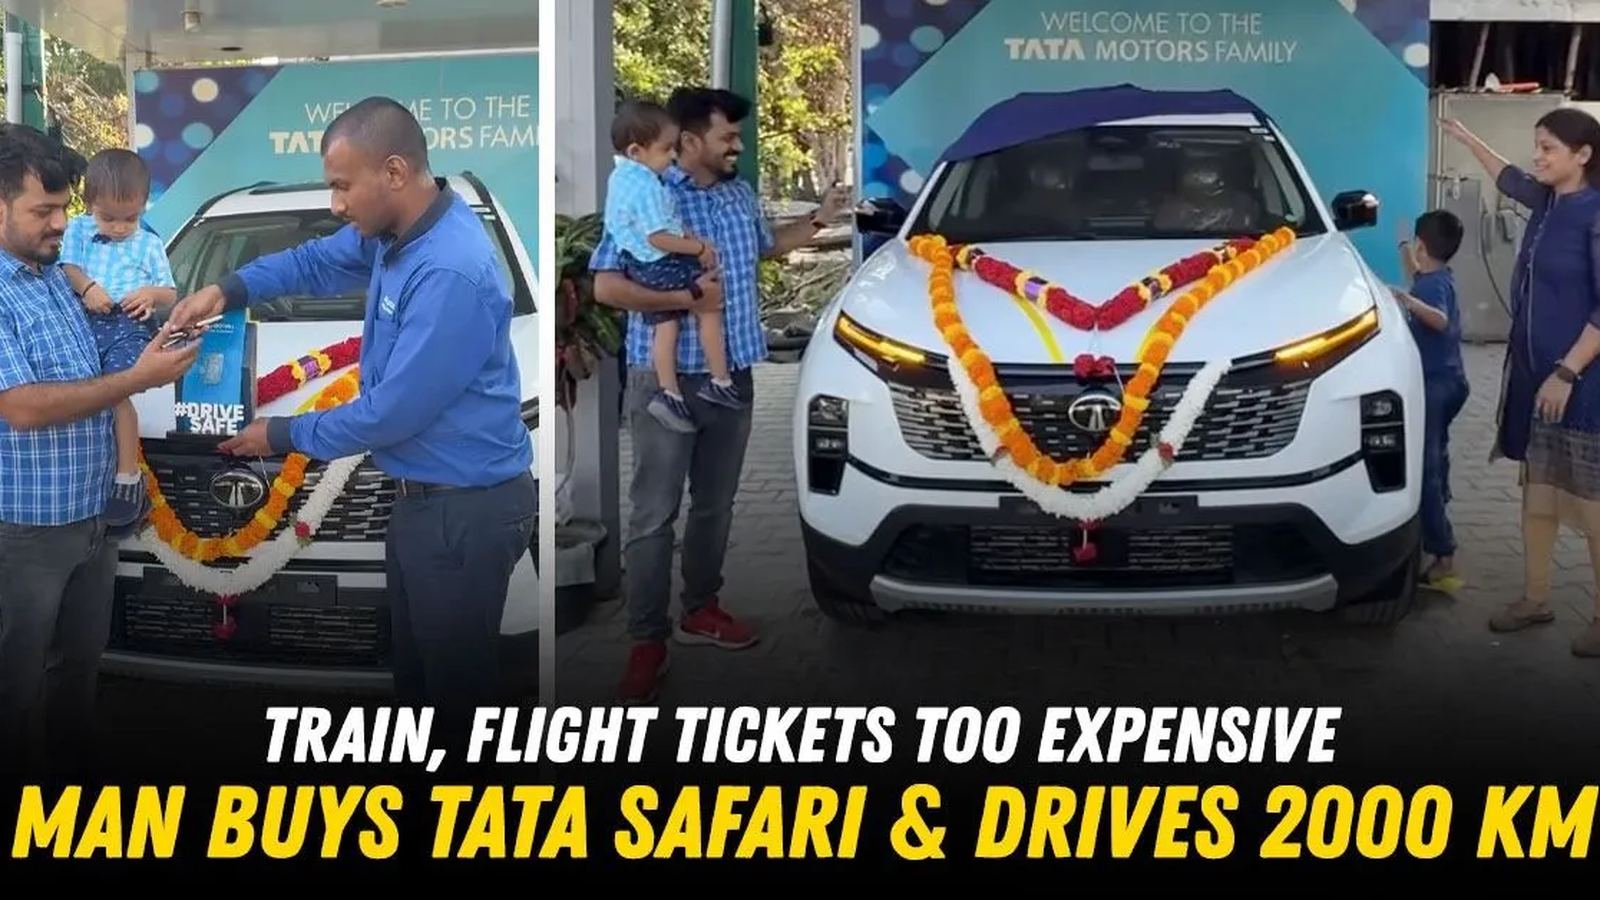 WELCOME TO THE
TATA MOTORS FAMILY
#DRIVE
SAFE
WELCOME TO THE
TATA MOTORS FAMILY
TRAIN, FLIGHT TICKETS TOO EXPENSIVE
MAN BUYS TATA SAFARI & DRIVES 2000 KM